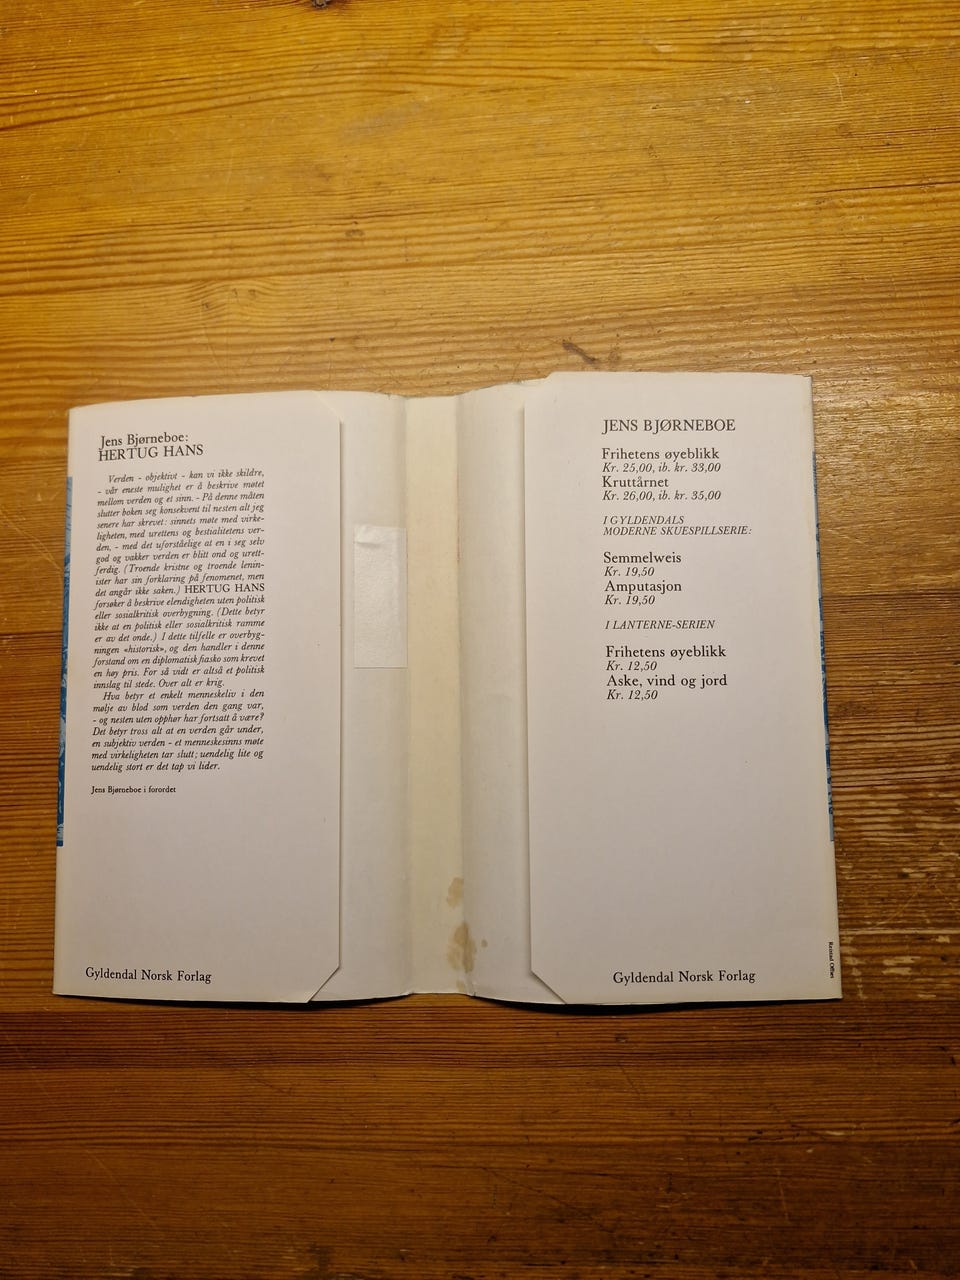 Jens Bjørneboe:
HERTUG HANS
Verden - objektivt - kan vi ikke skildre,
- vår eneste mulighet er å beskrive møtet
mellom verden og et sinn. - På denne måten
slutter boken seg konsekvent til nesten alt jeg
senere har skrevet: sinnets møte med virke-
ligheten, med urettens og bestialitetens ver-
den, - med det uforståelige at en i seg selv
god og vakker verden er blitt ond og urett-
ferdig. (Troende kristne og troende lenin-
ister har sin forklaring på fenomenet, men
det angår ikke saken.) HERTUG HANS
forsøker å beskrive elendigheten uten politisk
eller sosialkritisk overbygning. (Dette betyr
ikke at en politisk eller sosialkritisk ramme
er av det onde.) I dette tilfelle er overbyg-
ningen «historisk», og den handler i denne
forstand om en diplomatisk fiasko som krevet
en høy pris. For så vidt er altså et politisk
innslag til stede. Over alt er krig.
Hva betyr et enkelt menneskeliv i den
mølje av blod som verden den gang var,
- og nesten uten opphør har fortsatt å være?
Det betyr tross alt at en verden går under,
en subjektiv verden - et menneskesinns møte
med virkeligheten tar slutt; uendelig lite og
uendelig stort er det tap vi lider.
Jens Bjørneboe i forordet
Gyldendal Norsk Forlag
JENS BJØRNEBOE
Frihetens øyeblikk
Kr. 25,00, ib. kr. 33,00
Kruttårnet
Kr. 26,00, ib. kr. 35,00
I GYLDENDALS
MODERNE SKUESPILLSERIE:
Semmelweis
Kr. 19,50
Amputasjon
Kr. 19,50
I LANTERNE-SERIEN
Frihetens øyeblikk
Kr. 12,50
Aske, vind og jord
Kr. 12,50
Gyldendal Norsk Forlag
Offset